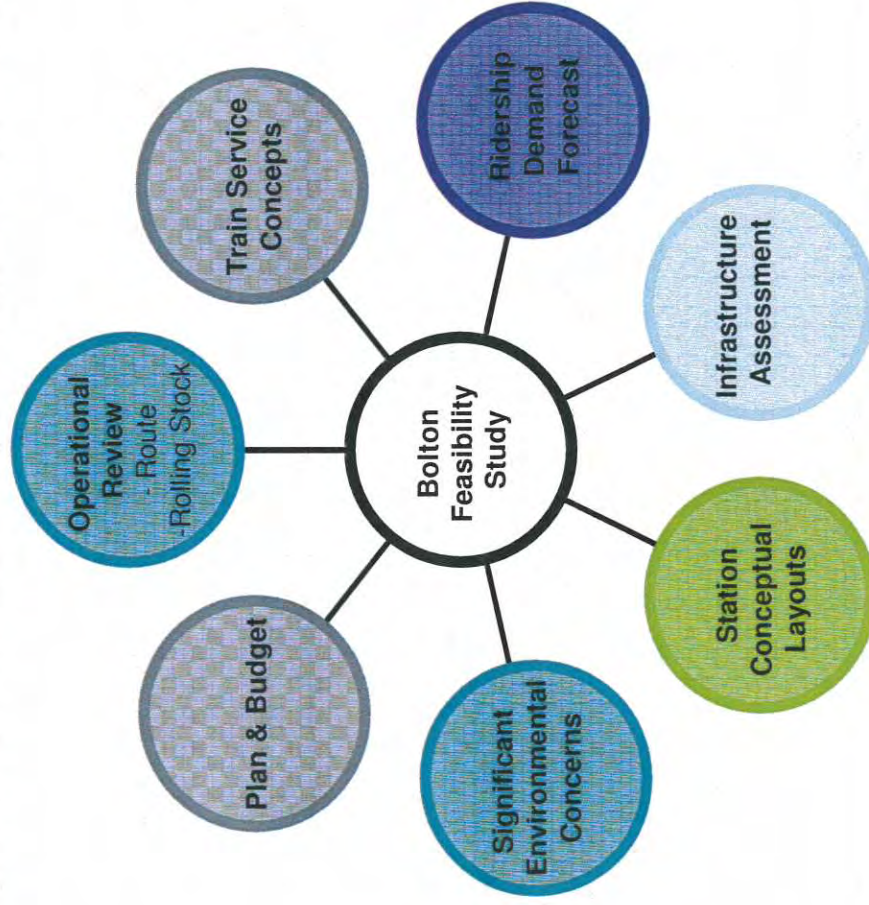 Bolton
Feasibility
Study
Operational
Review
- Route
-Rolling Stock
Train Service
Concepts
Ridership
Demand
Forecast
Infrastructure
Assessment
Station
Conceptual
Layouts
Significant
Environmental
Concerns
Plan & Budget